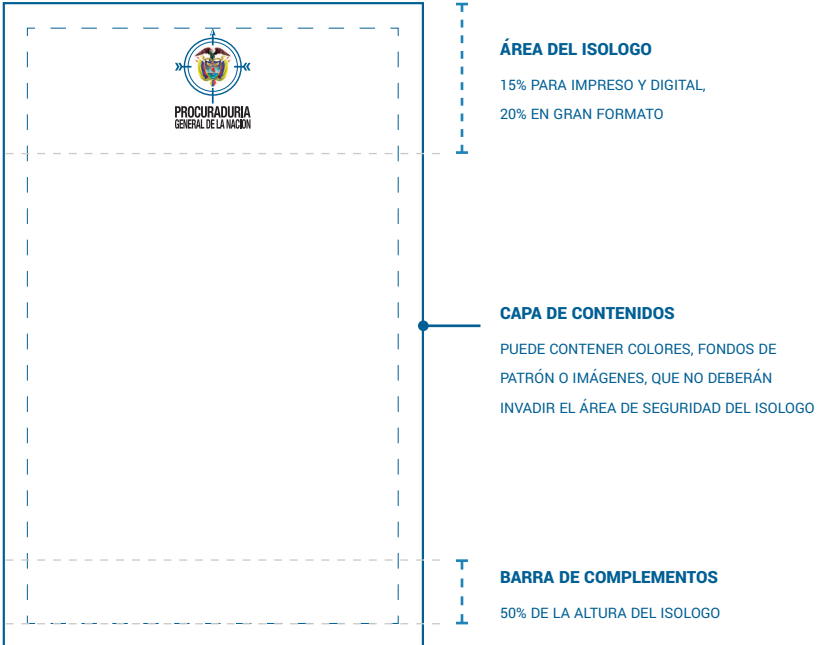 PROCURADURIA
GENERAL DE LA NACION
ÁREA DEL ISOLOGO
15% PARA IMPRESO Y DIGITAL,
20% EN GRAN FORMATO
CAPA DE CONTENIDOS
PUEDE CONTENER COLORES, FONDOS DE
PATRÓN O IMÁGENES, QUE NO DEBERÁN
INVADIR EL ÁREA DE SEGURIDAD DEL ISOLOGO
BARRA DE COMPLEMENTOS
50% DE LA ALTURA DEL ISOLOGO